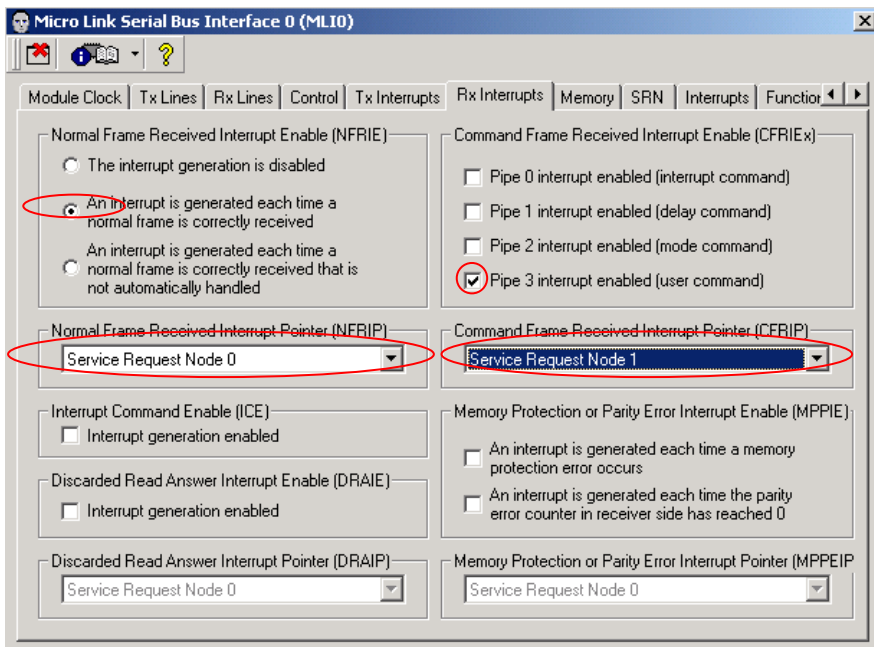 Micro Link Serial Bus Interface 0 (MLI0)
Module Clock Tx Lines Rx Lines Control Tx Interrupts Rx Interrupts Memory SRN Interrupts Function
Normal Frame Received Interrupt Enable (NFRIE)
The interrupt generation is disabled
An interrupt is generated each time a
normal frame is correctly received
An interrupt is generated each time a
normal frame is correctly received that is
not automatically handled
Command Frame Received Interrupt Enable (CFRIEx)
Pipe 0 interrupt enabled (interrupt command)
Pipe 1 interrupt enabled (delay command)
Pipe 2 interrupt enabled (mode command)
Pipe 3 interrupt enabled (user command)
Normal Frame Received Interrupt Pointer (NFRIP)
Service Request Node 0
Command Frame Received Interrupt Pointer (CFRIP)
Service Request Node 1
Interrupt Command Enable (ICE)
Interrupt generation enabled
Discarded Read Answer Interrupt Enable (DRAIE)
Interrupt generation enabled
Memory Protection or Parity Error Interrupt Enable (MPPIE)
An interrupt is generated each time a memory
protection error occurs
An interrupt is generated each time the parity
error counter in receiver side has reached 0
Discarded Read Answer Interrupt Pointer (DRAIP)
Service Request Node 0
Memory Protection or Parity Error Interrupt Pointer (MPPEIP
Service Request Node 0